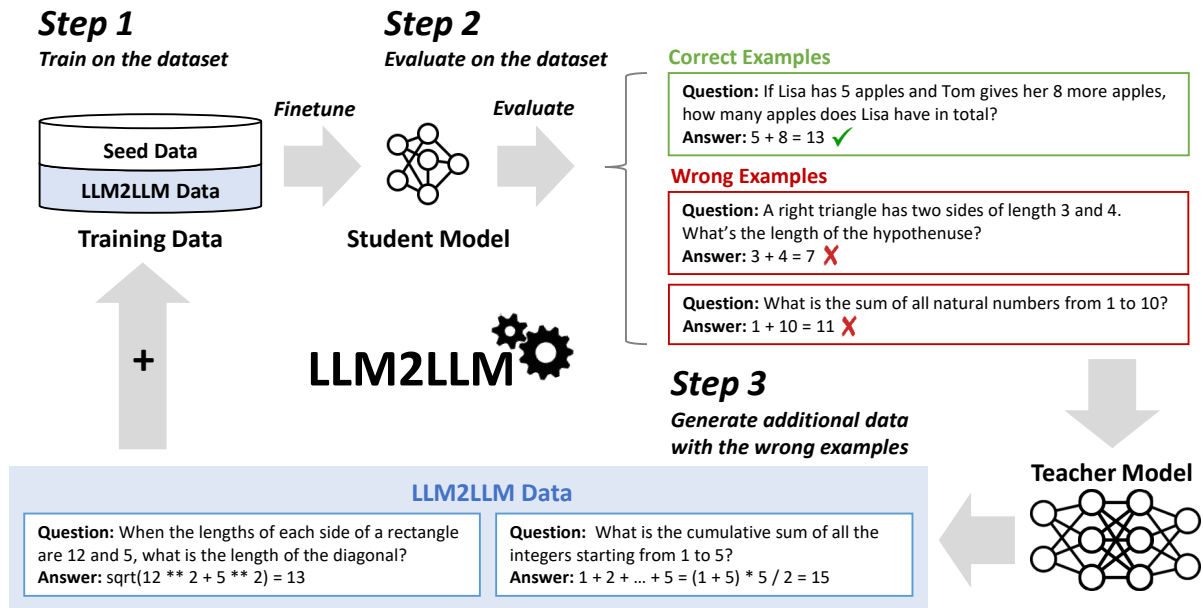 Step 1
Train on the dataset
Seed Data
LLM2LLM Data
Training Data
Finetune
Step 2
Evaluate on the dataset
Student Model
Evaluate
Correct Examples
Question: If Lisa has 5 apples and Tom gives her 8 more apples,
how many apples does Lisa have in total?
Answer: 5 + 8 = 13 ✓
Wrong Examples
Question: A right triangle has two sides of length 3 and 4.
What's the length of the hypothenuse?
Answer: 3 + 4 = 7 ✗
Question: What is the sum of all natural numbers from 1 to 10?
Answer: 1 + 10 = 11 ✗
+
LLM2LLM
Step 3
Generate additional data
with the wrong examples
Teacher Model
LLM2LLM Data
Question: When the lengths of each side of a rectangle
are 12 and 5, what is the length of the diagonal?
Answer: sqrt(12 ** 2 + 5 ** 2) = 13
Question: What is the cumulative sum of all the
integers starting from 1 to 5?
Answer: 1 + 2 + … + 5 = (1 + 5) * 5 / 2 = 15